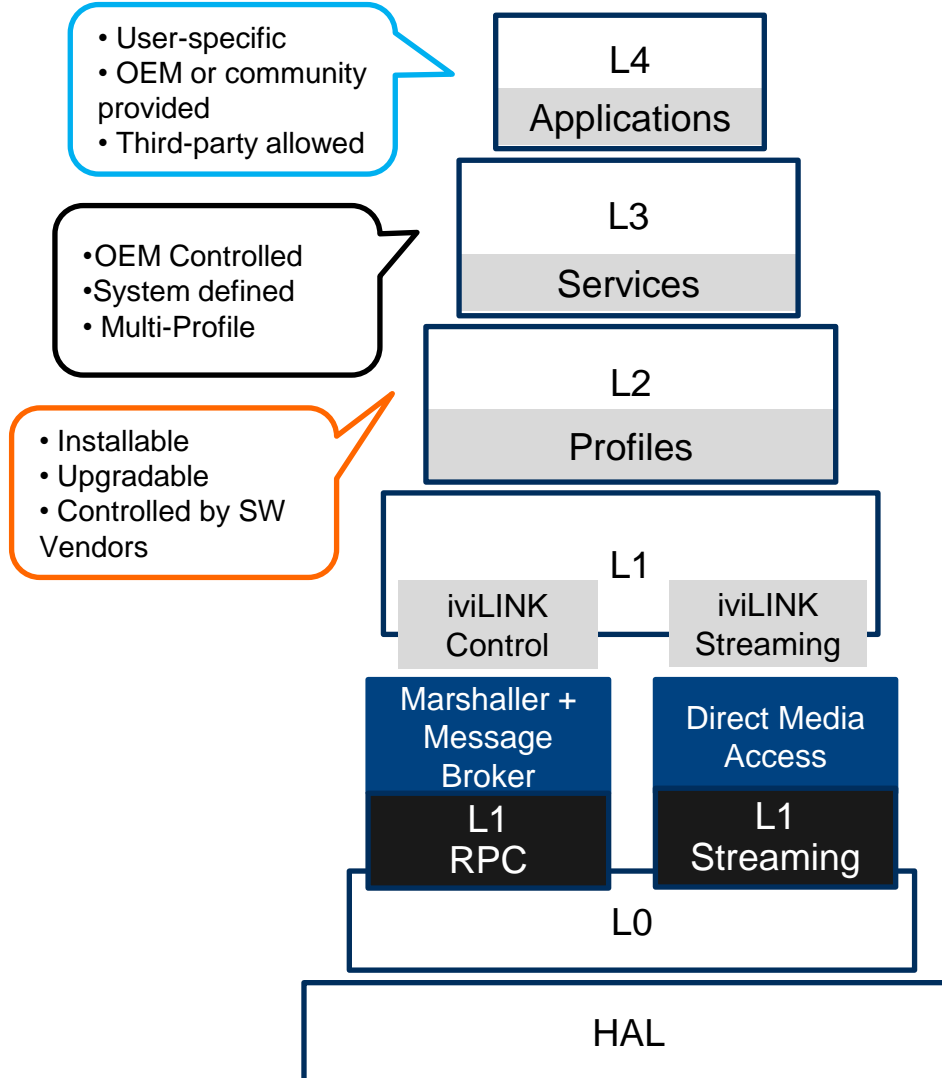 • User-specific
• OEM or community
provided
• Third-party allowed
L4
Applications
•OEM Controlled
•System defined
• Multi-Profile
L3
Services
• Installable
• Upgradable
• Controlled by SW
Vendors
L2
Profiles
L1
iviLINK
Control
iviLINK
Streaming
Marshaller +
Message
Broker
Direct Media
Access
L1
RPC
L1
Streaming
L0
HAL